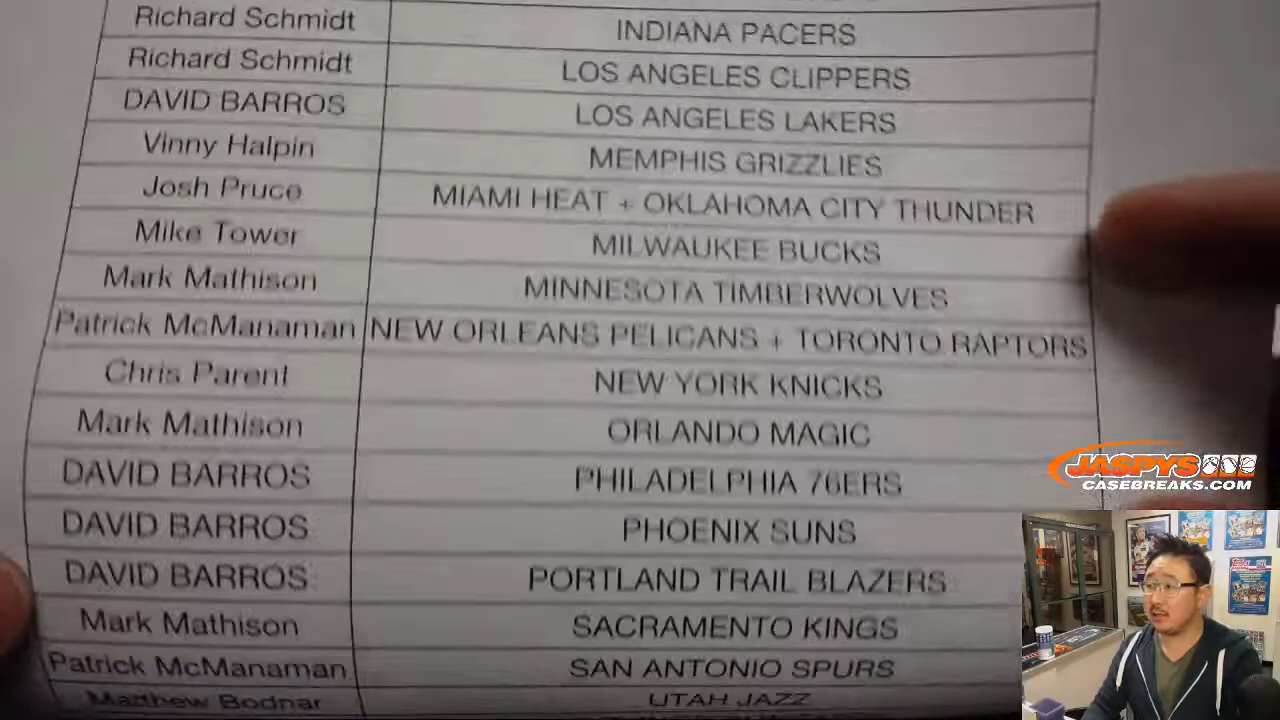 Richard Schmidt INDIANA PACERS
Richard Schmidt LOS ANGELES CLIPPERS
DAVID BARROS LOS ANGELES LAKERS
Vinny Halpin MEMPHIS GRIZZLIES
Josh Pruce MIAMI HEAT + OKLAHOMA CITY THUNDER
Mike Tower MILWAUKEE BUCKS
Mark Mathison MINNESOTA TIMBERWOLVES
Patrick McManaman NEW ORLEANS PELICANS + TORONTO RAPTORS
Chris Parent NEW YORK KNICKS
Mark Mathison ORLANDO MAGIC
DAVID BARROS PHILADELPHIA 76ERS
DAVID BARROS PHOENIX SUNS
DAVID BARROS PORTLAND TRAIL BLAZERS
Mark Mathison SACRAMENTO KINGS
Patrick McManaman SAN ANTONIO SPURS
Matthew Bodnar UTAH JAZZ
JASPYS
CASEBREAKS.COM